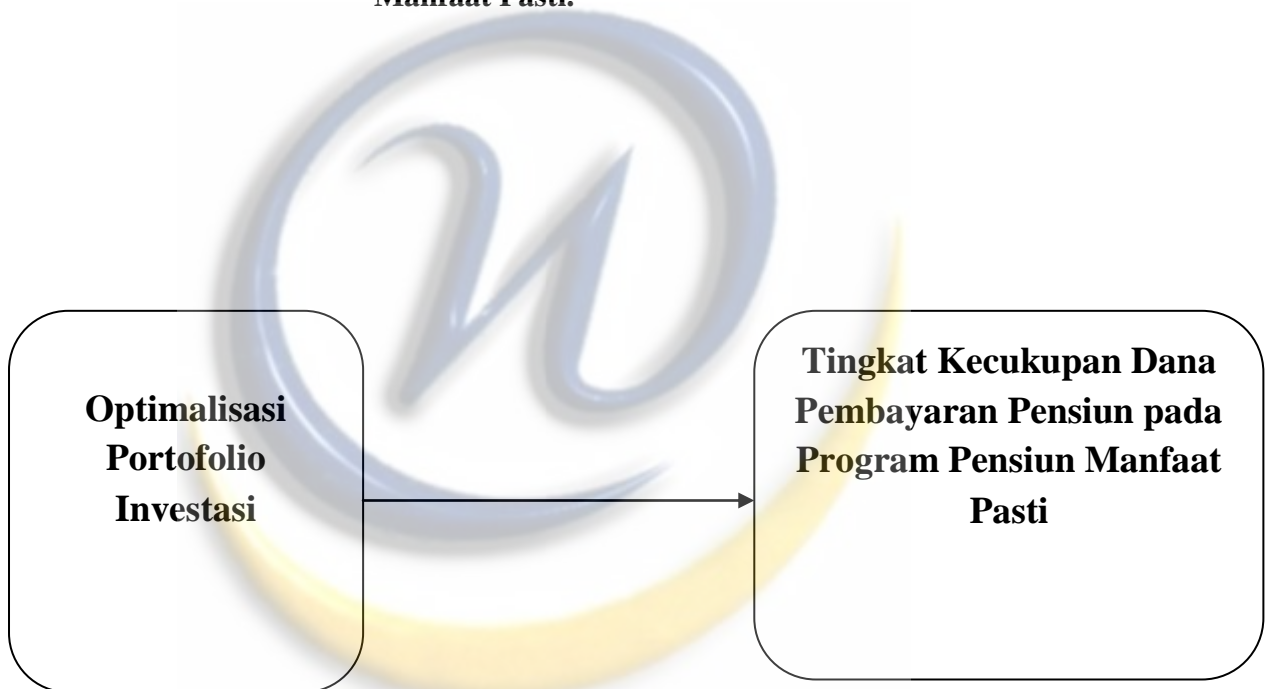 Manfaat Pasti.
Optimalisasi
Portofolio
Investasi
Tingkat Kecukupan Dana
Pembayaran Pensiun pada
Program Pensiun Manfaat
Pasti